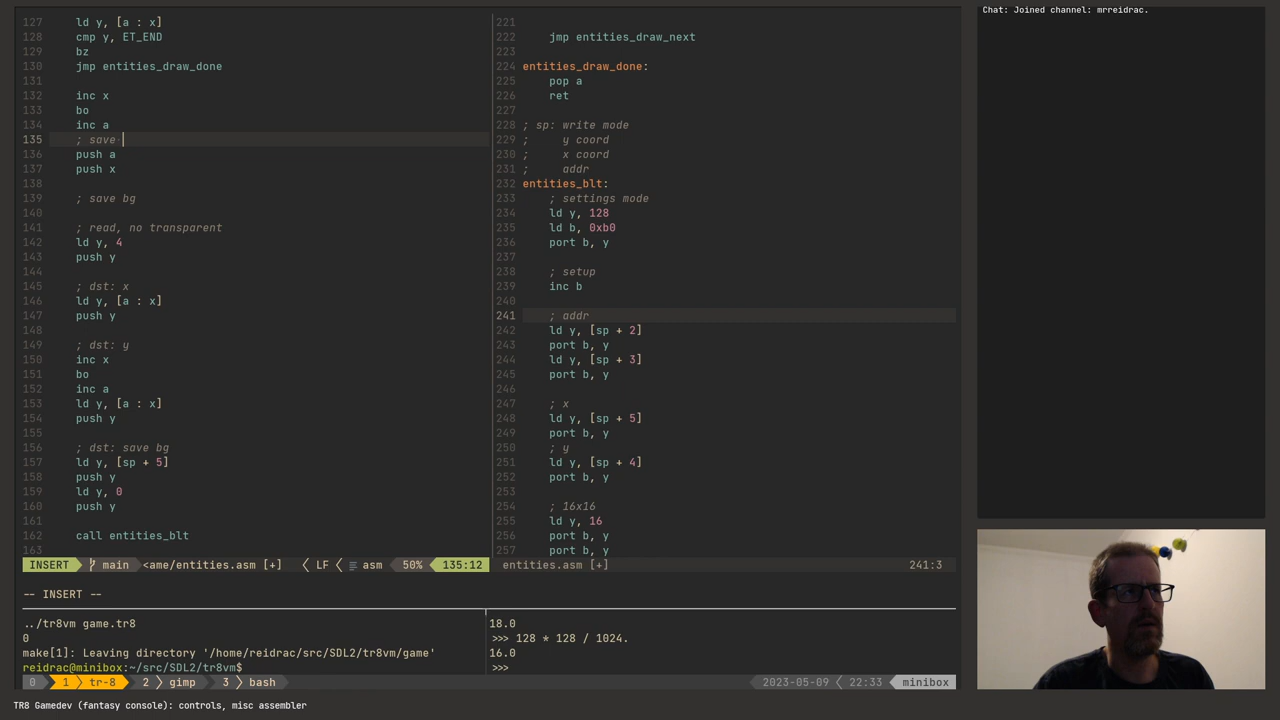 Chat: Joined channel: mrreidrac.
127 ld y, [a : x]
128 cmp y, ET_END
129 bz
130 jmp entities_draw_done
131
132 inc x
133 bo
134 inc a
135 ; save
136 push a
137 push x
138
139 ; save bg
140
141 ; read, no transparent
142 ld y, 4
143 push y
144
145 ; dst: x
146 ld y, [a : x]
147 push y
148
149 ; dst: y
150 inc x
151 bo
152 inc a
153 ld y, [a : x]
154 push y
155
156 ; dst: save bg
157 ld y, [sp + 5]
158 push y
159 ld y, 0
160 push y
161
162 call entities_blt
163
221
222 jmp entities_draw_next
223
224 entities_draw_done:
225 pop a
226 ret
227
228 ; sp: write mode
229 ; y coord
230 ; x coord
231 ; addr
232 entities_blt:
233 ; settings mode
234 ld y, 128
235 ld b, 0xb0
236 port b, y
237
238 ; setup
239 inc b
240
241 ; addr
242 ld y, [sp + 2]
243 port b, y
244 ld y, [sp + 3]
245 port b, y
246
247 ; x
248 ld y, [sp + 5]
249 port b, y
250 ; y
251 ld y, [sp + 4]
252 port b, y
253
254 ; 16x16
255 ld y, 16
256 port b, y
257 port b, y
INSERT main <ame/entities.asm [+] LF asm 50% 135:12
entities.asm [+] 241:3
-- INSERT --
../tr8vm game.tr8
0
make[1]: Leaving directory '/home/reidrac/src/SDL2/tr8vm/game'
reidrac@minibox:~/src/SDL2/tr8vm$
18.0
>>> 128 * 128 / 1024.
16.0
>>>
0 1 tr-8 2 gimp 3 bash 2023-05-09 22:33 minibox
TR8 Gamedev (fantasy console): controls, misc assembler